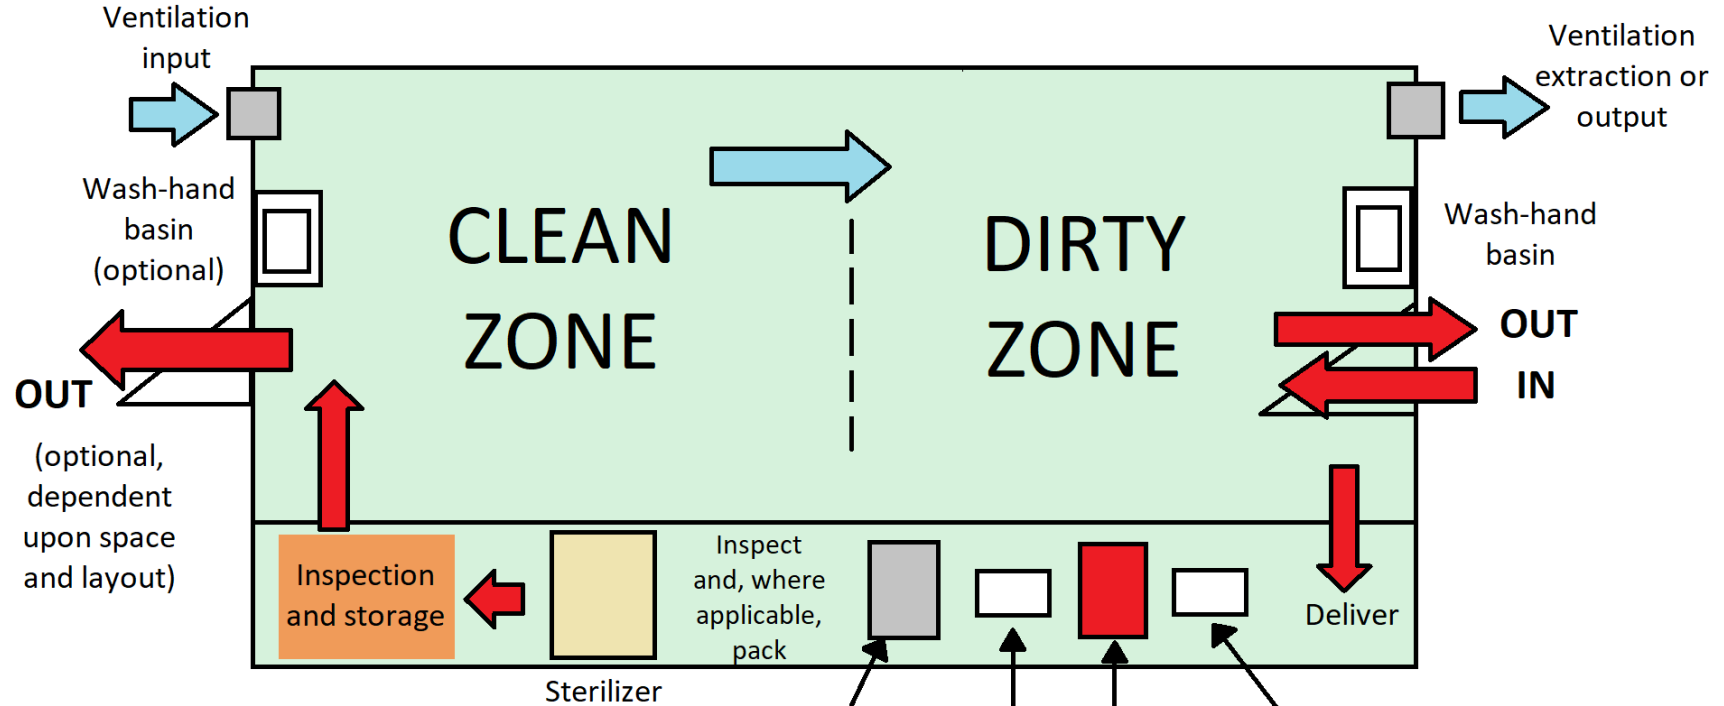 Ventilation
input
Ventilation
extraction or
output
Wash-hand
basin
(optional)
CLEAN
ZONE
DIRTY
ZONE
Wash-hand
basin
OUT
IN
OUT
(optional,
dependent
upon space
and layout)
Inspection
and storage
Sterilizer
Inspect
and, where
applicable,
pack
Deliver